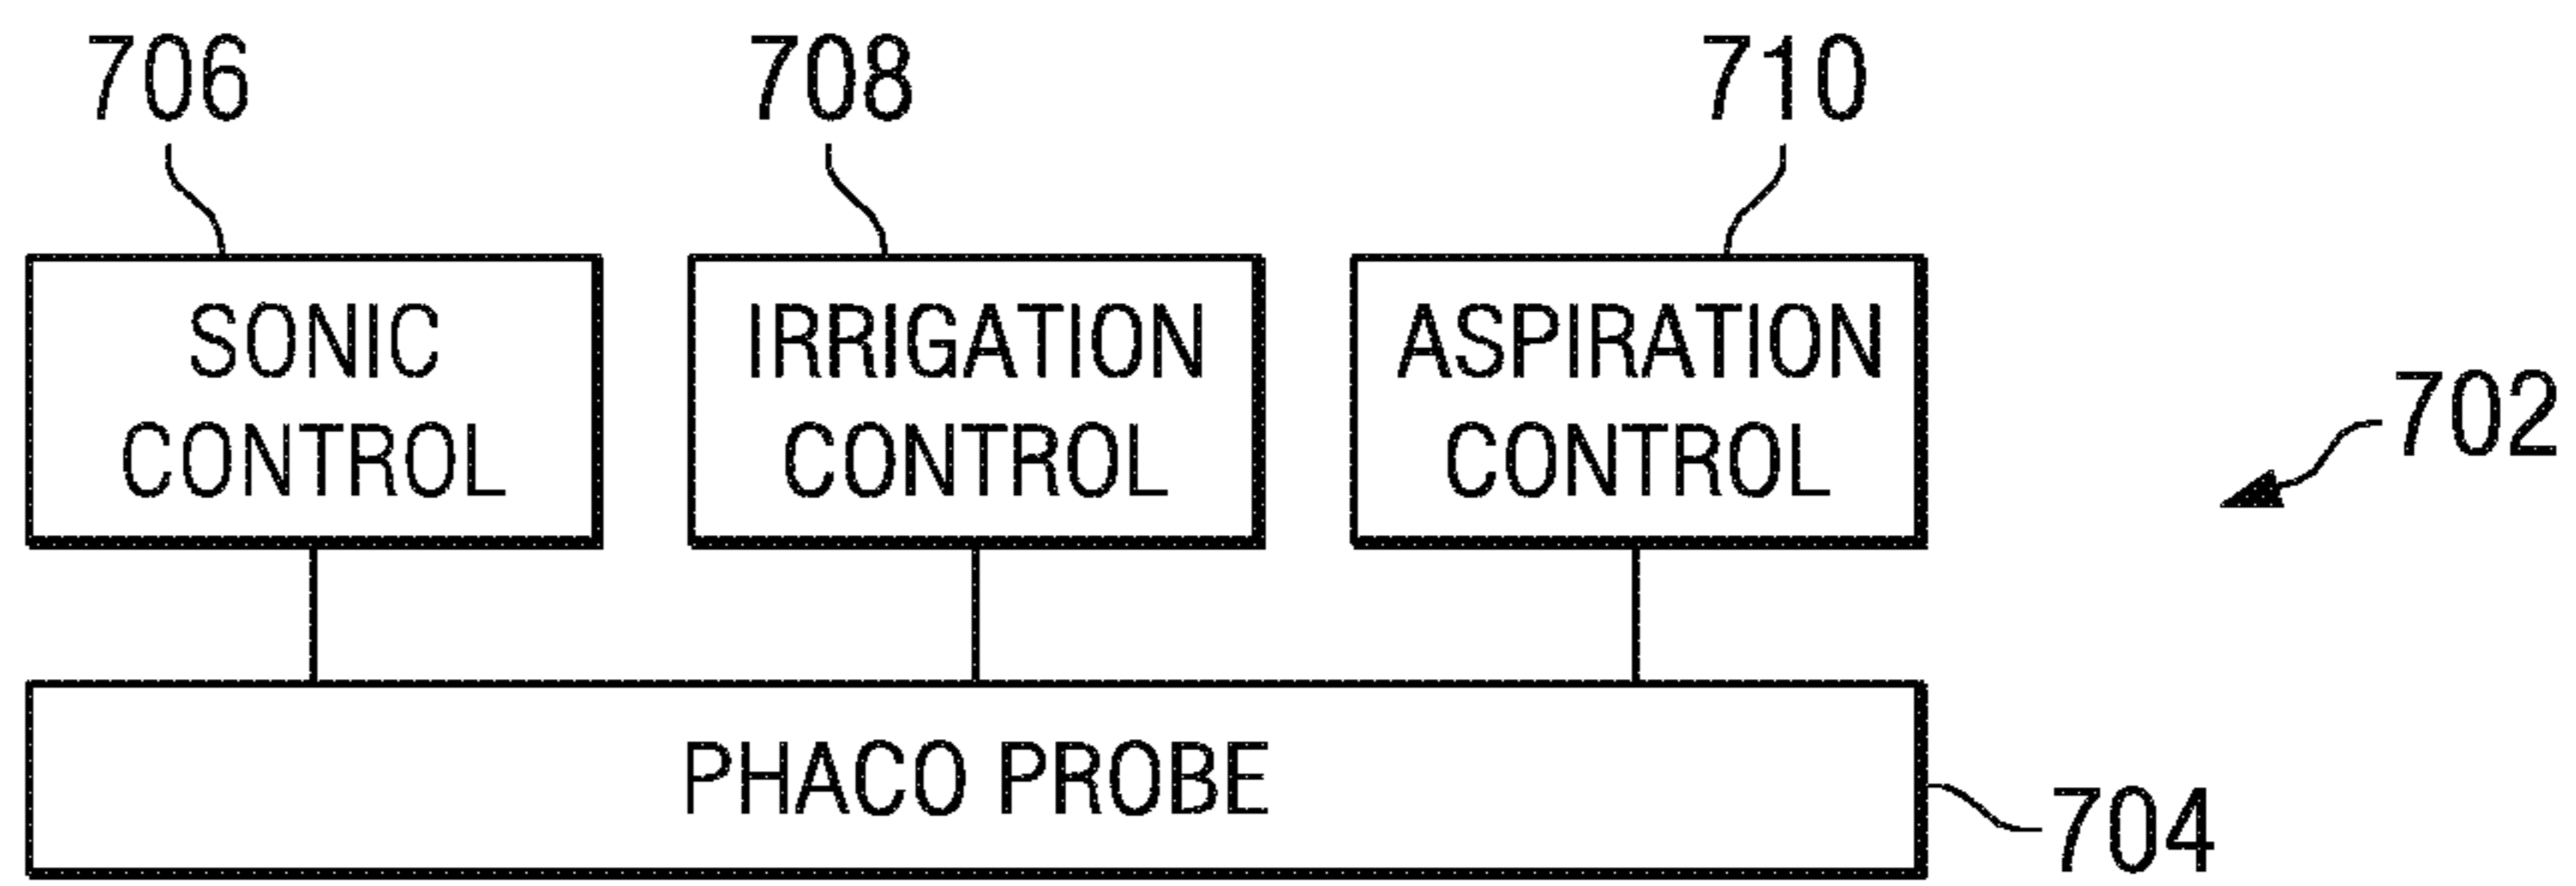 706
708
710
SONIC
CONTROL
IRRIGATION
CONTROL
ASPIRATION
CONTROL
702
PHACO PROBE
704